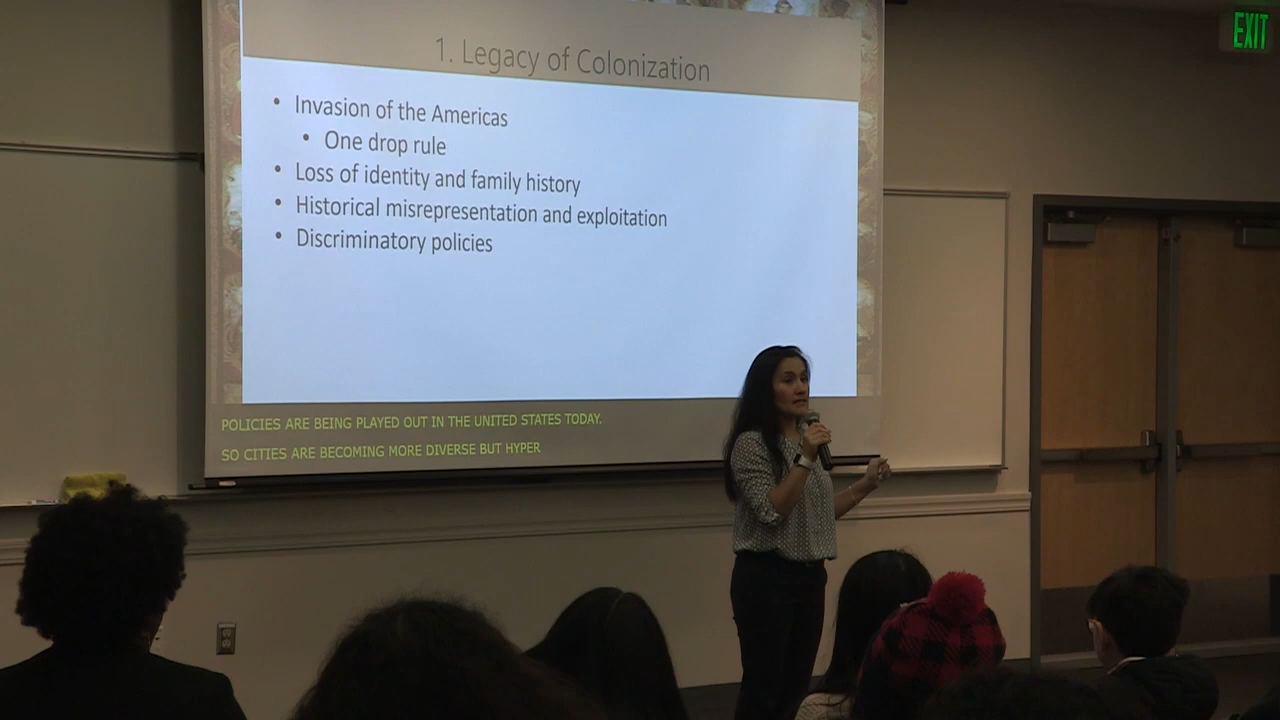 EXIT
1. Legacy of Colonization
• Invasion of the Americas
• One drop rule
• Loss of identity and family history
• Historical misrepresentation and exploitation
• Discriminatory policies
POLICIES ARE BEING PLAYED OUT IN THE UNITED STATES TODAY.
SO CITIES ARE BECOMING MORE DIVERSE BUT HYPER